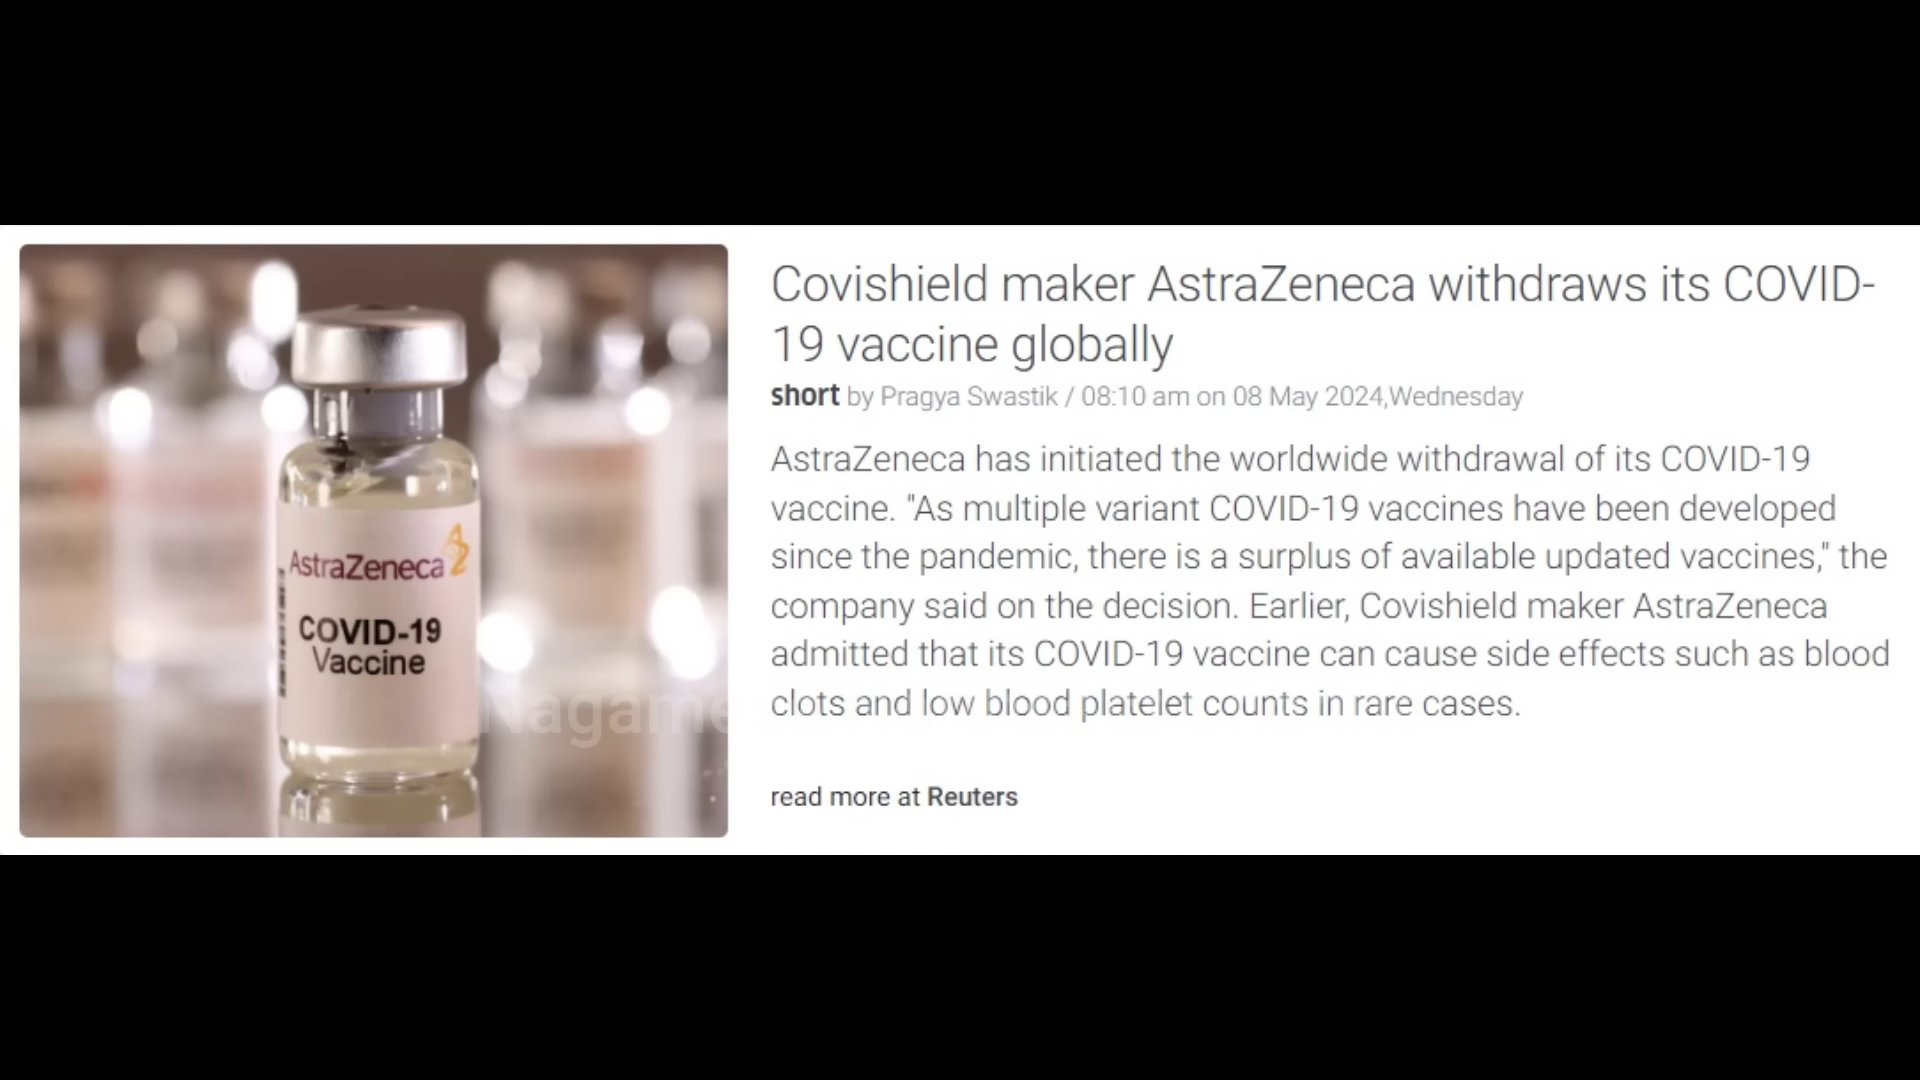 Covishield maker AstraZeneca withdraws its COVID-
19 vaccine globally
short by Pragya Swastik / 08:10 am on 08 May 2024,Wednesday
AstraZeneca has initiated the worldwide withdrawal of its COVID-19
vaccine. "As multiple variant COVID-19 vaccines have been developed
since the pandemic, there is a surplus of available updated vaccines," the
company said on the decision. Earlier, Covishield maker AstraZeneca
admitted that its COVID-19 vaccine can cause side effects such as blood
clots and low blood platelet counts in rare cases.
read more at Reuters
AstraZeneca
COVID-19
Vaccine